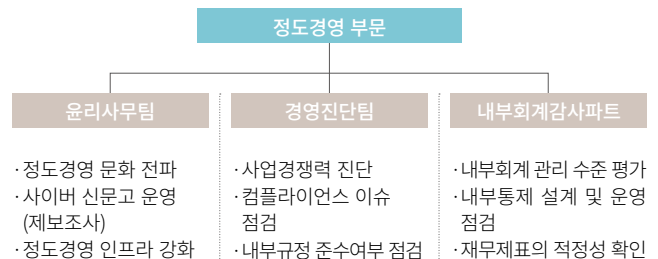 정도경영 부문
윤리사무팀
· 정도경영 문화 전파
· 사이버 신문고 운영
(제보조사)
· 정도경영 인프라 강화
경영진단팀
· 사업경쟁력 진단
· 컴플라이언스 이슈
점검
· 내부규정 준수여부 점검
내부회계감사파트
· 내부회계 관리 수준 평가
· 내부통제 설계 및 운영
점검
· 재무제표의 적정성 확인